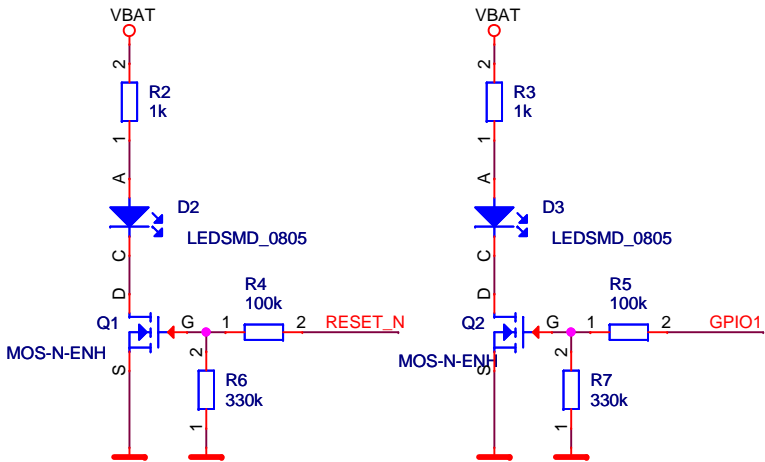 VBAT
2
R2
1k
1
A
D2
LEDSMD_0805
C
D
R4
100k
Q1
G
1
2
RESET_N
MOS-N-ENH
S
2
R6
330k
1
VBAT
2
R3
1k
1
A
D3
LEDSMD_0805
C
D
R5
100k
Q2
G
1
2
GPIO1
MOS-N-ENH
S
2
R7
330k
1